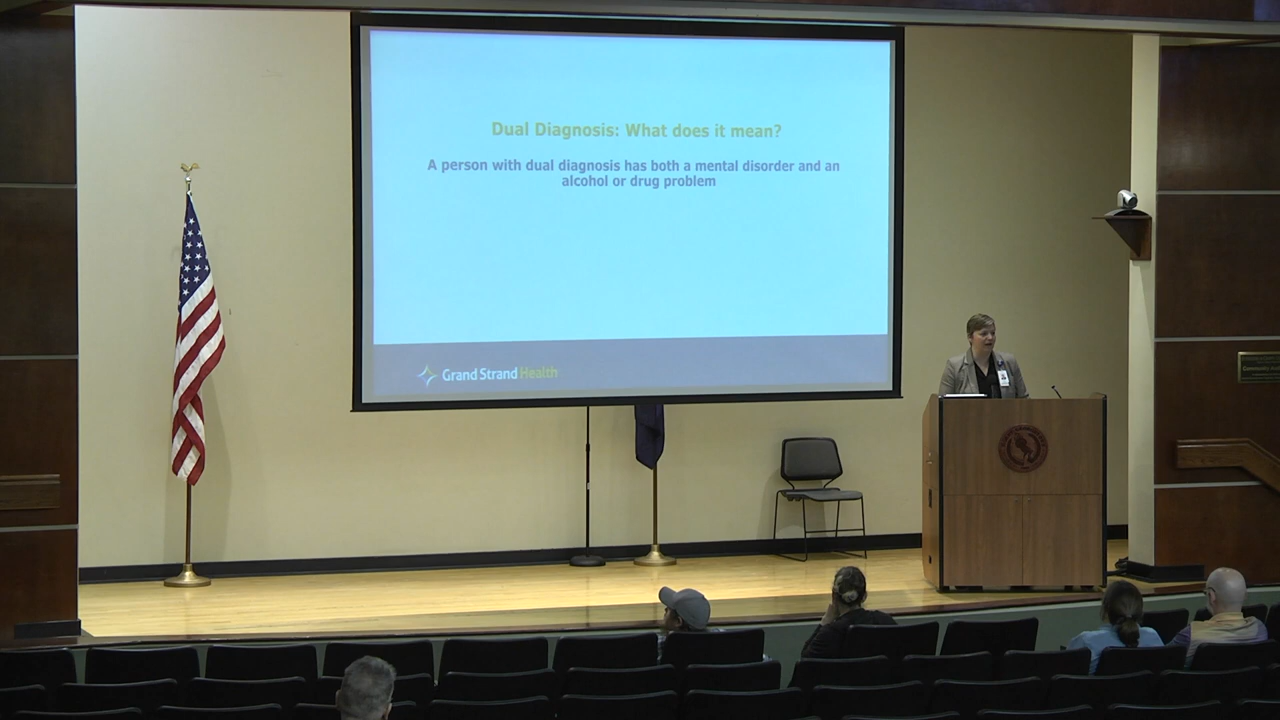 Dual Diagnosis: What does it mean?
A person with dual diagnosis has both a mental disorder and an
alcohol or drug problem
Grand Strand Health